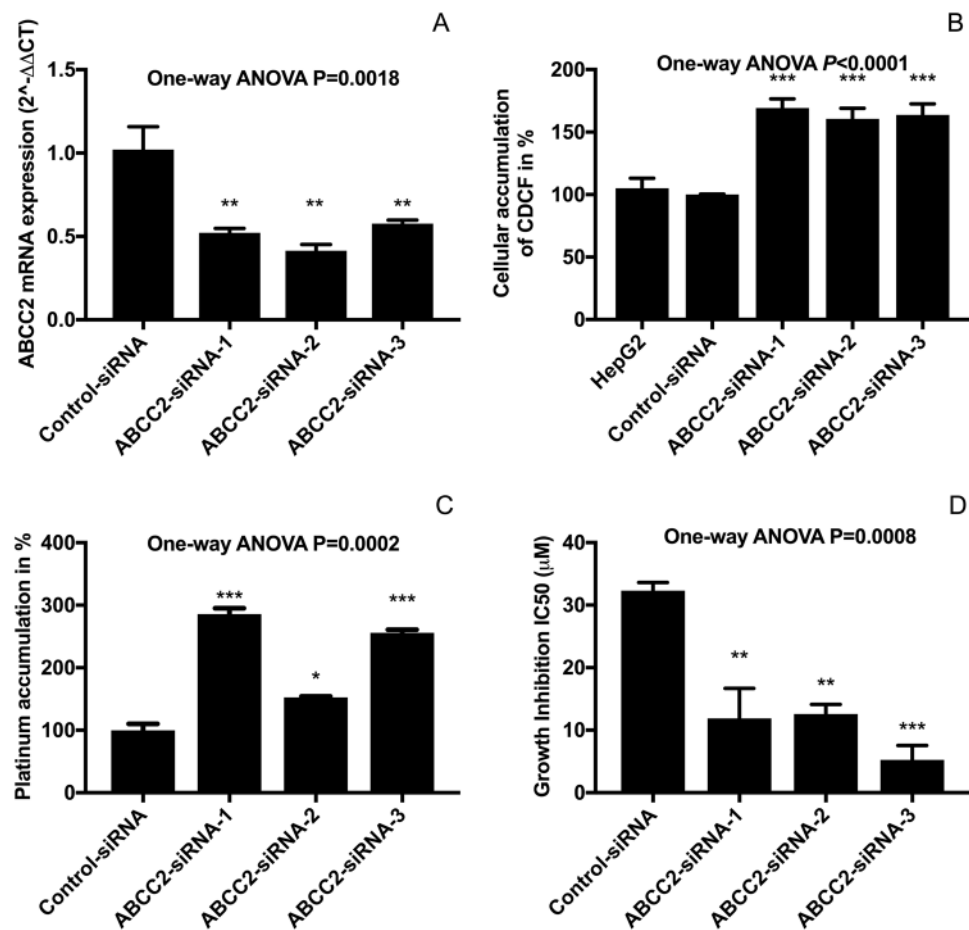 A
One-way ANOVA P=0.0018
ABCC2 mRNA expression (2^-ΔΔCT)
1.5
1.0
0.5
0.0
**
**
**
Control-siRNA
ABCC2-siRNA-1
ABCC2-siRNA-2
ABCC2-siRNA-3
B
One-way ANOVA P<0.0001
Cellular accumulation
of CDCF in %
200
150
100
50
0
***
***
***
HepG2
Control-siRNA
ABCC2-siRNA-1
ABCC2-siRNA-2
ABCC2-siRNA-3
C
One-way ANOVA P=0.0002
Platinum accumulation in %
400
300
200
100
0
***
*
***
Control-siRNA
ABCC2-siRNA-1
ABCC2-siRNA-2
ABCC2-siRNA-3
D
One-way ANOVA P=0.0008
Growth Inhibition IC50 (μM)
40
30
20
10
0
**
**
***
Control-siRNA
ABCC2-siRNA-1
ABCC2-siRNA-2
ABCC2-siRNA-3